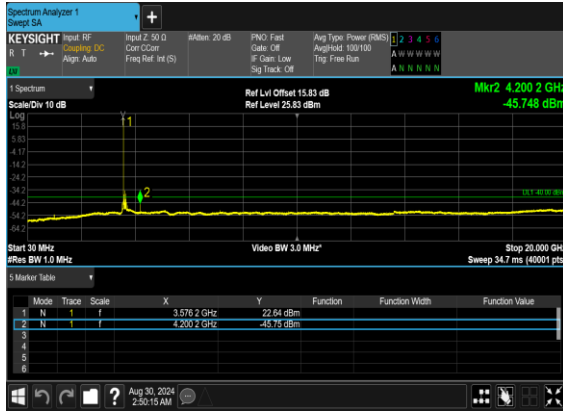 Spectrum Analyzer 1
Swept SA
+
KEYSIGHT Input: RF Input Z: 50 Ω #Atten: 20 dB PNO: Fast Avg Type: Power (RMS) 1 2 3 4 5 6
R T Coupling: DC Corr CCorr Gate: Off Avg|Hold: 100/100 A W W W W W
Align: Auto Freq Ref: Int (S) IF Gain: Low Trig: Free Run
Sig Track: Off A N N N N N
LU
1 Spectrum Ref Lvl Offset 15.83 dB Mkr2 4.200 2 GHz
Scale/Div 10 dB Ref Level 25.83 dBm -45.748 dBm
Log
15.8
5.83
-4.17
-14.2
-24.2
-34.2
-44.2
-54.2
-64.2
1
2
Start 30 MHz Video BW 3.0 MHz* Stop 20.000 GHz
#Res BW 1.0 MHz Sweep 34.7 ms (40001 pts)
5 Marker Table
Mode Trace Scale X Y Function Function Width Function Value
1 N 1 f 3.576 2 GHz 22.64 dBm
2 N 1 f 4.200 2 GHz -45.75 dBm
3
4
5
6
? Aug 30, 2024
2:50:15 AM